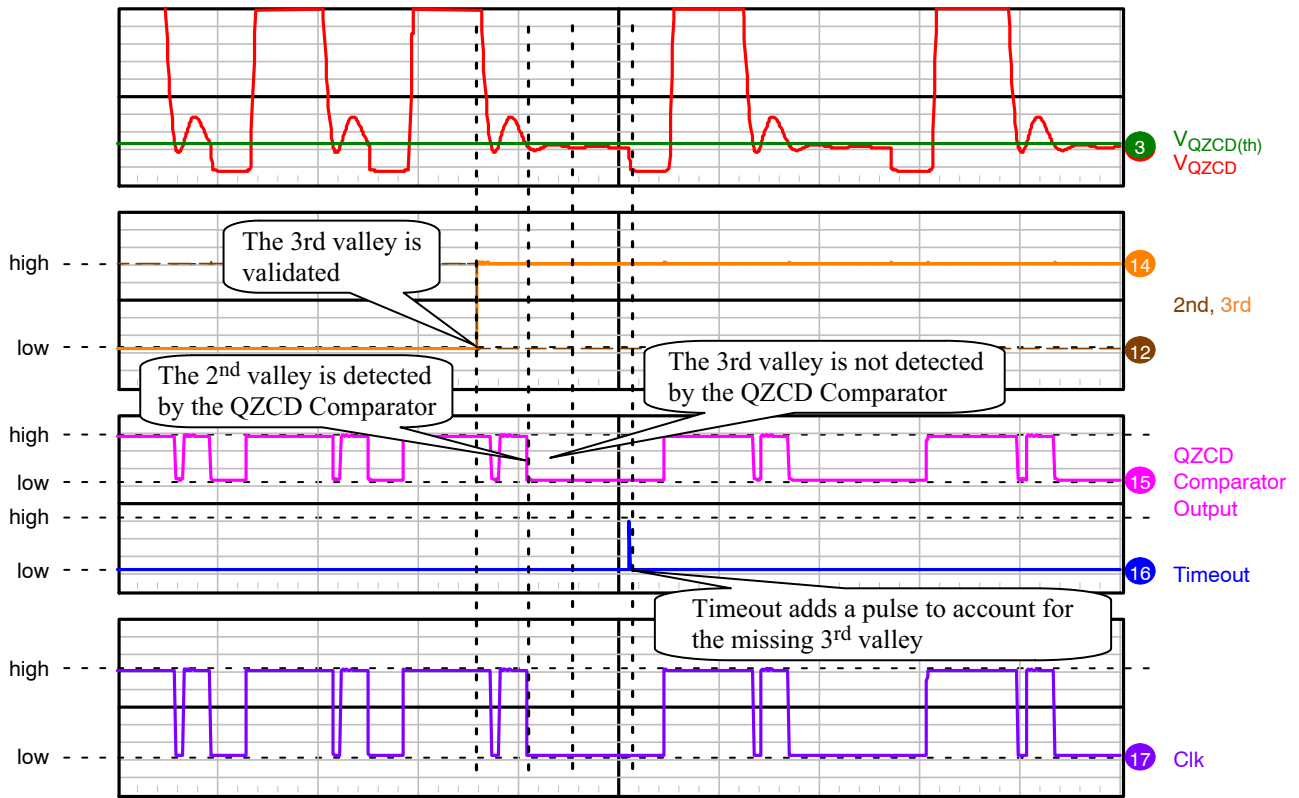 3
V_QZCD(th)
V_QZCD
The 3rd valley is
validated
high
14
2nd, 3rd
low
12
The 2nd valley is detected
by the QZCD Comparator
The 3rd valley is not detected
by the QZCD Comparator
high
low
QZCD
15 Comparator
high
Output
low
16 Timeout
Timeout adds a pulse to account for
the missing 3rd valley
high
low
17 Clk